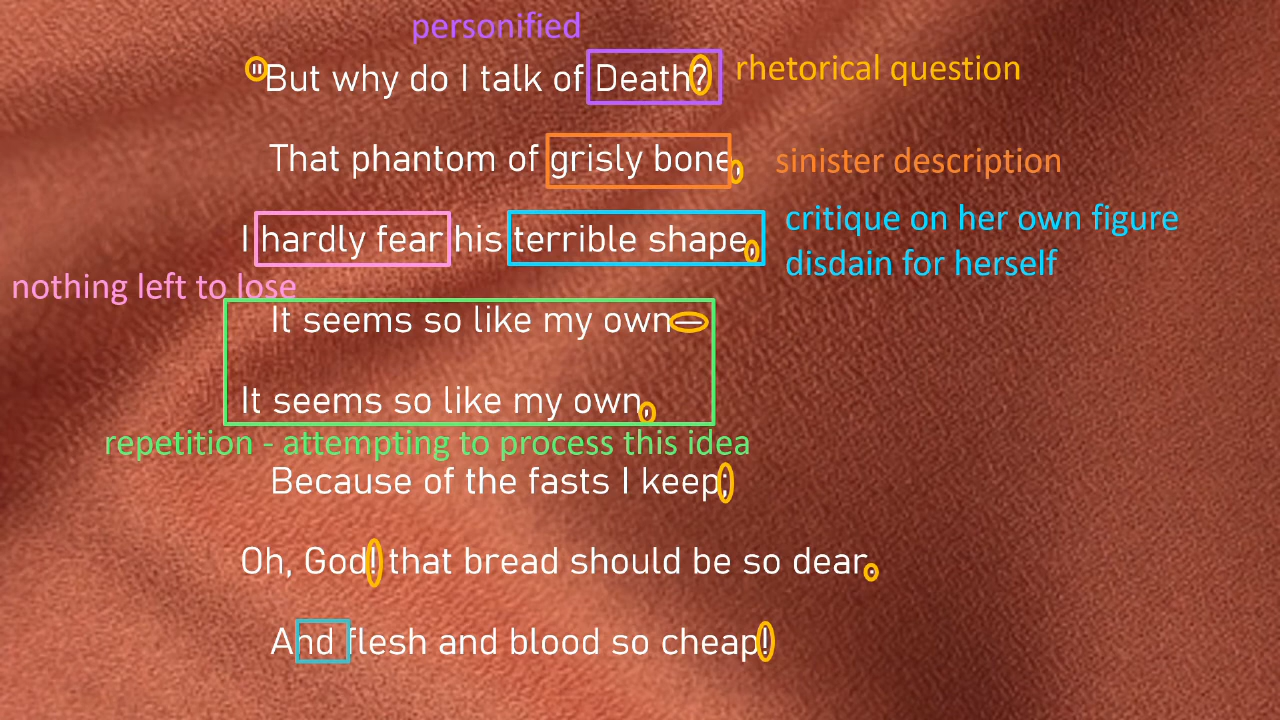 personified
"But why do I talk of Death? rhetorical question
That phantom of grisly bone, sinister description
I hardly fear his terrible shape, critique on her own figure
disdain for herself
nothing left to lose
It seems so like my own—
It seems so like my own,
repetition - attempting to process this idea
Because of the fasts I keep;
Oh, God! that bread should be so dear.
And flesh and blood so cheap!